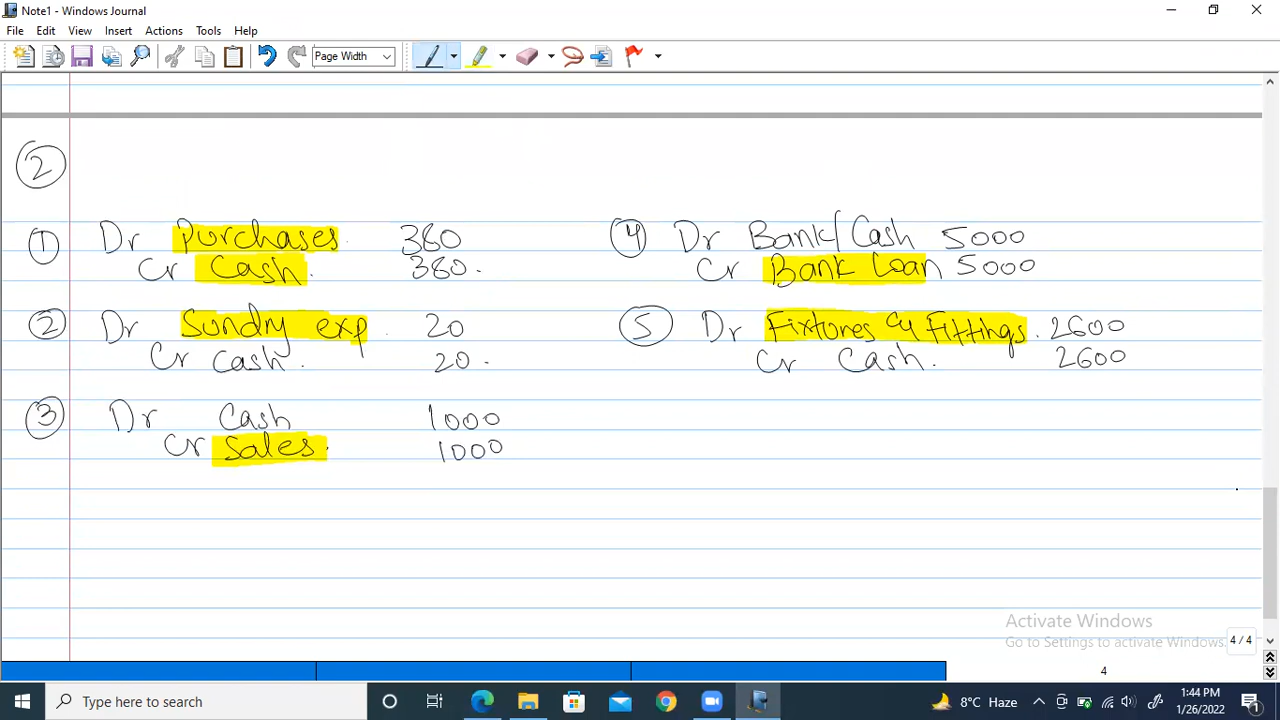 Note1 - Windows Journal
File Edit View Insert Actions Tools Help
Page Width
②
① Dr Purchases 380
Cr Cash 380
② Dr Sundry exp 20
Cr Cash 20
③ Dr Cash 1000
Cr Sales 1000
④ Dr Bank/Cash 5000
Cr Bank Loan 5000
⑤ Dr Fixtures & Fittings 2600
Cr Cash 2600
Activate Windows
Go to Settings to activate Windows.
4 / 4
4
Type here to search
8°C Haze
1:44 PM
1/26/2022
1